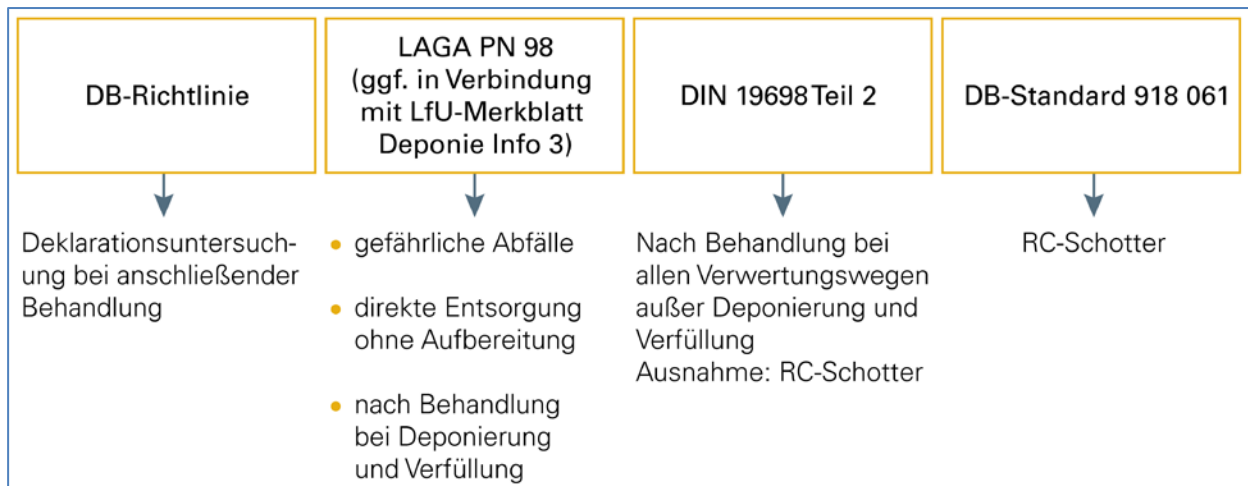 DB-Richtlinie
LAGA PN 98
(ggf. in Verbindung
mit LfU-Merkblatt
Deponie Info 3)
DIN 19698 Teil 2
DB-Standard 918 061
Deklarationsuntersuch-
ung bei anschließender
Behandlung
• gefährliche Abfälle
• direkte Entsorgung
ohne Aufbereitung
• nach Behandlung
bei Deponierung
und Verfüllung
Nach Behandlung bei
allen Verwertungswegen
außer Deponierung und
Verfüllung
Ausnahme: RC-Schotter
RC-Schotter